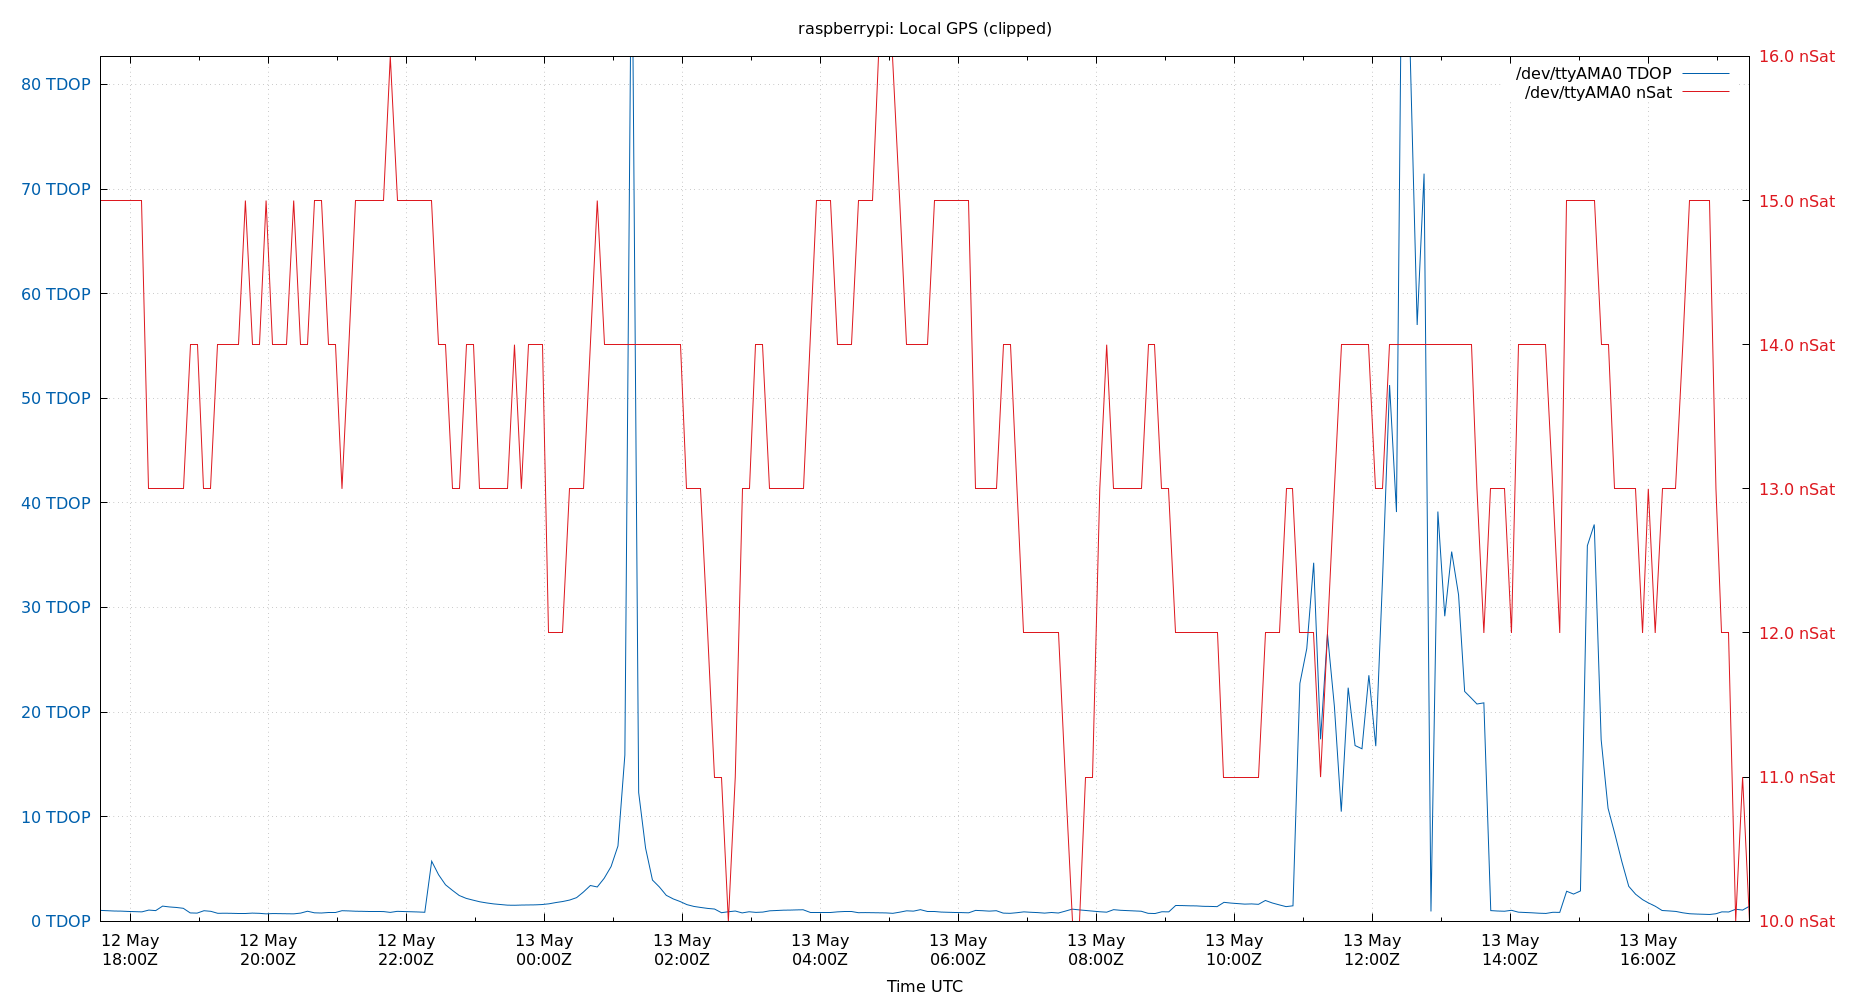 raspberrypi: Local GPS (clipped)
16.0 nSat
80 TDOP
/dev/ttyAMA0 TDOP
/dev/ttyAMA0 nSat
70 TDOP
15.0 nSat
60 TDOP
14.0 nSat
50 TDOP
13.0 nSat
40 TDOP
30 TDOP
12.0 nSat
20 TDOP
11.0 nSat
10 TDOP
0 TDOP
10.0 nSat
12 May
18:00Z
12 May
20:00Z
12 May
22:00Z
13 May
00:00Z
13 May
02:00Z
13 May
04:00Z
13 May
06:00Z
13 May
08:00Z
13 May
10:00Z
13 May
12:00Z
13 May
14:00Z
13 May
16:00Z
Time UTC